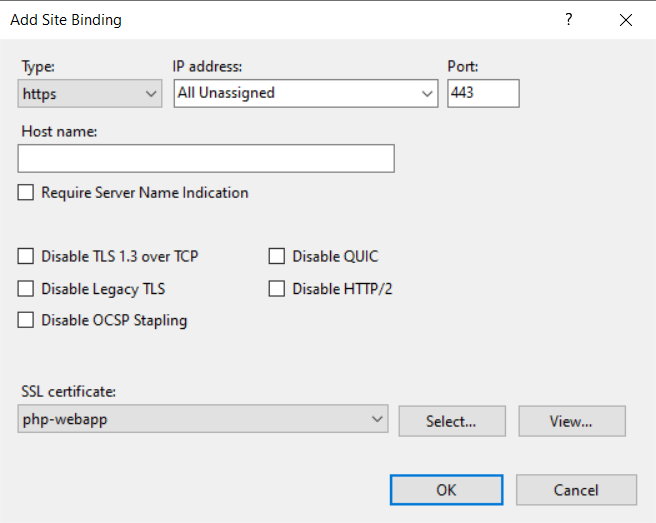 Add Site Binding ?
Type: IP address: Port:
https All Unassigned 443
Host name:
Require Server Name Indication
Disable TLS 1.3 over TCP Disable QUIC
Disable Legacy TLS Disable HTTP/2
Disable OCSP Stapling
SSL certificate:
php-webapp Select... View...
OK Cancel